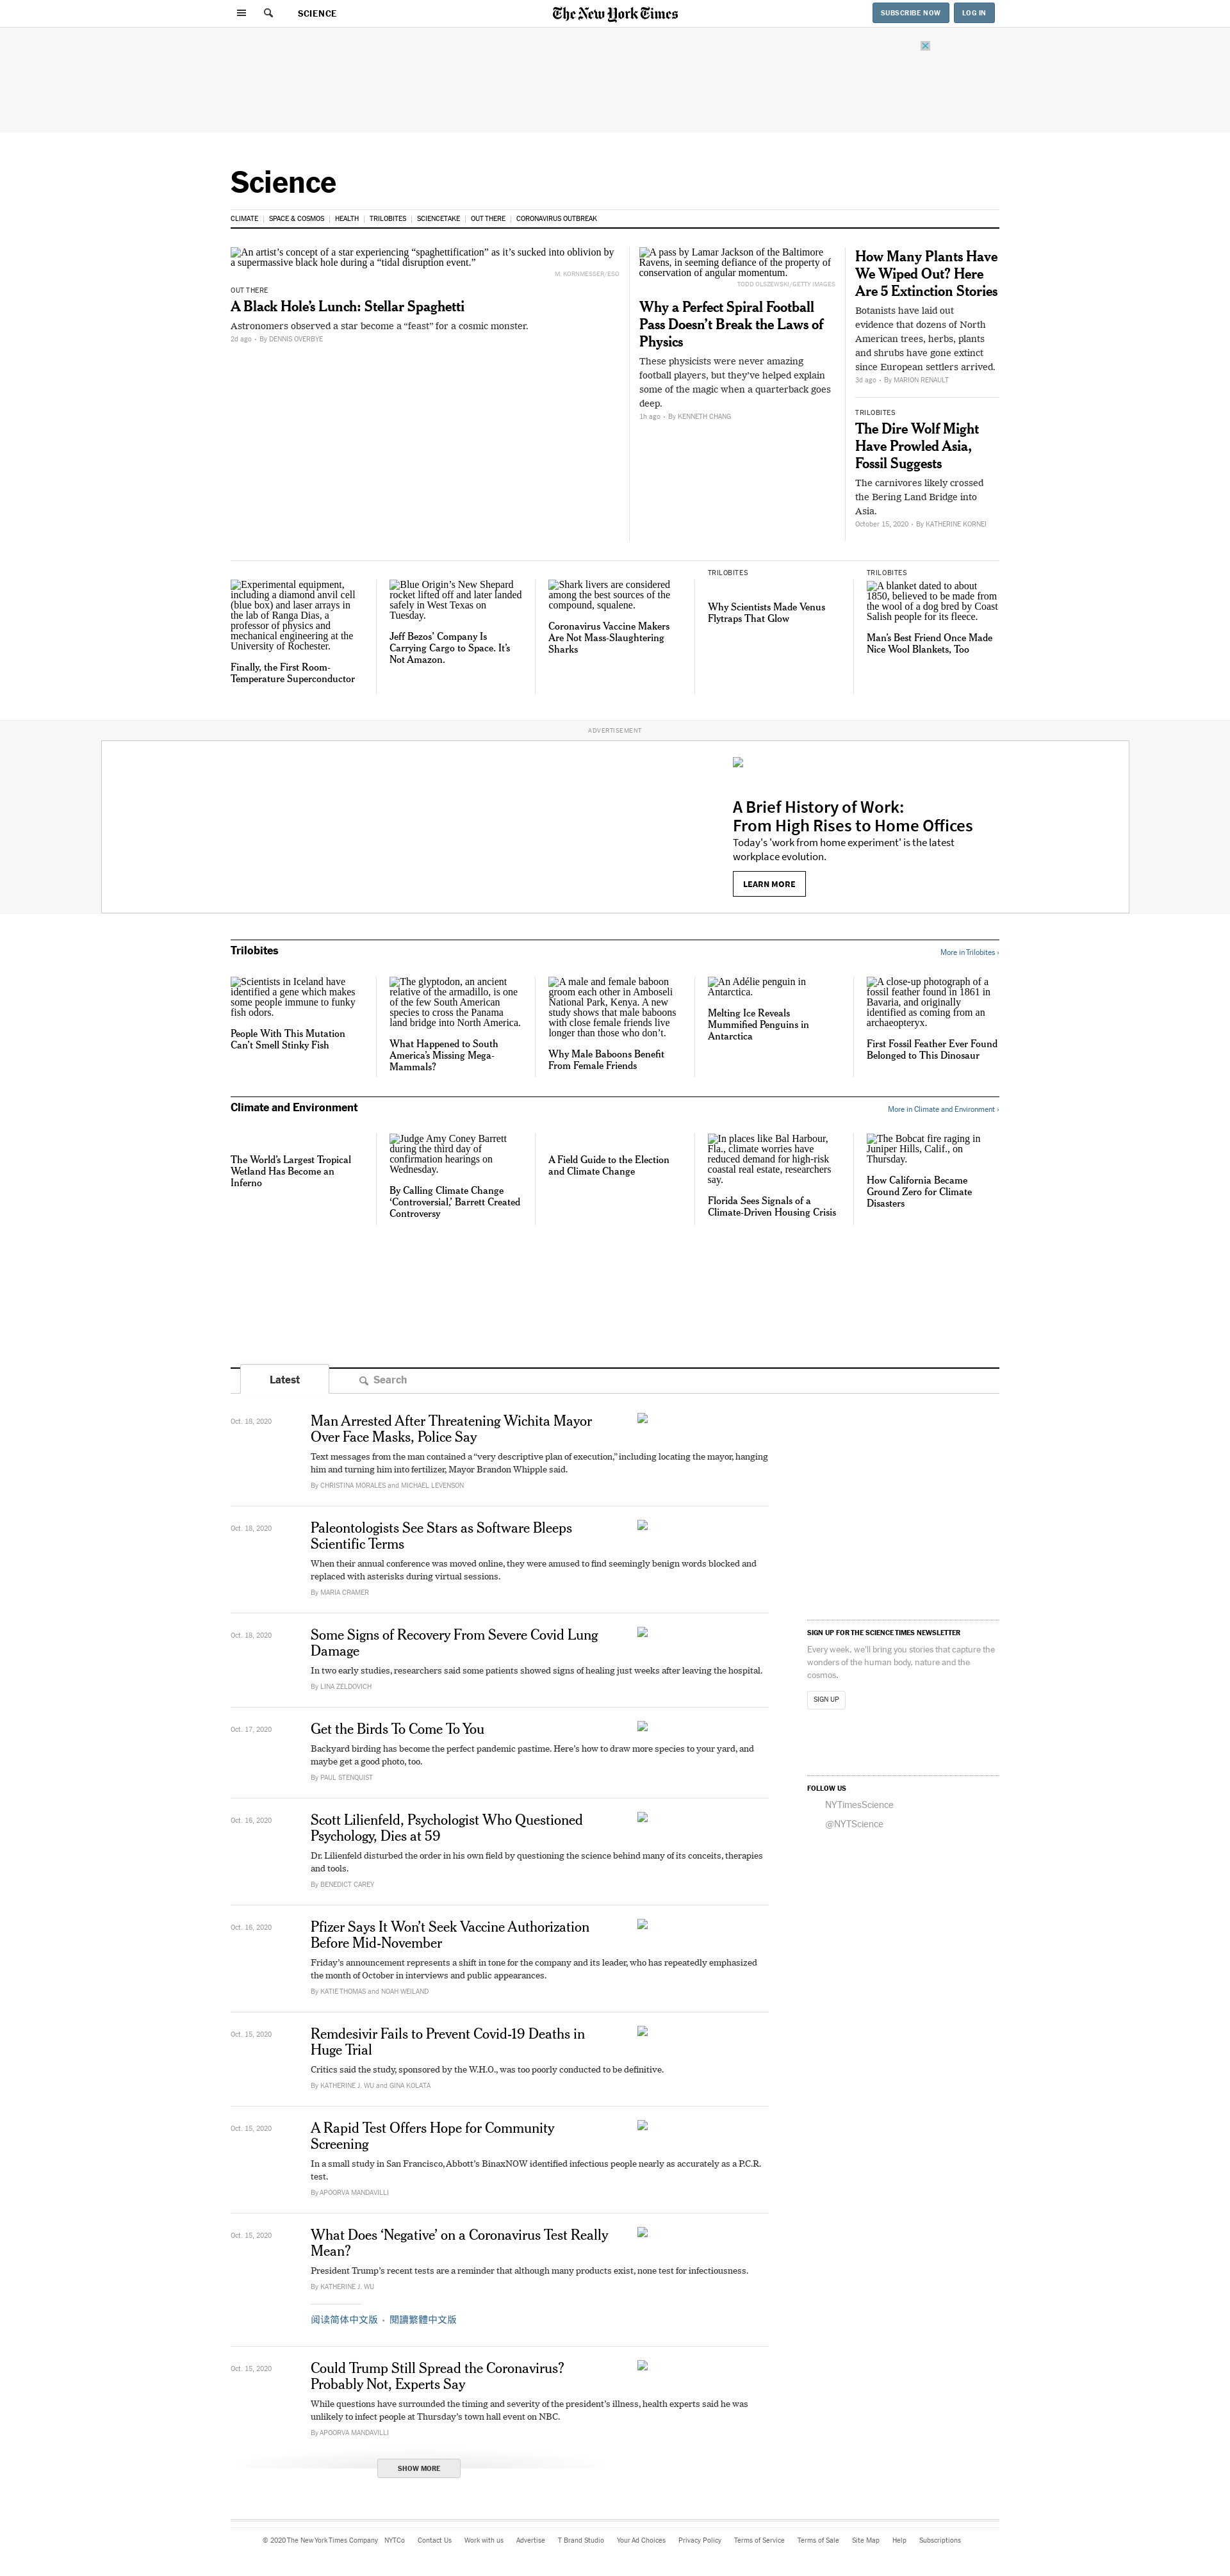 SCIENCE
The New York Times
SUBSCRIBE NOW
LOG IN
Science
CLIMATE
SPACE & COSMOS
HEALTH
TRILOBITES
SCIENCETAKE
OUT THERE
CORONAVIRUS OUTBREAK
An artist's concept of a star experiencing “spaghettification” as it's sucked into oblivion by
a supermassive black hole during a “tidal disruption event.”
M. KORNMESSER/ESO
OUT THERE
A Black Hole's Lunch: Stellar Spaghetti
Astronomers observed a star become a “feast” for a cosmic monster.
2d ago • By DENNIS OVERBYE
A pass by Lamar Jackson of the Baltimore
Ravens, in seeming defiance of the property of
conservation of angular momentum.
TODD OLSZEWSKI/GETTY IMAGES
Why a Perfect Spiral Football
Pass Doesn't Break the Laws of
Physics
These physicists were never amazing
football players, but they've helped explain
some of the magic when a quarterback goes
deep.
1h ago • By KENNETH CHANG
How Many Plants Have
We Wiped Out? Here
Are 5 Extinction Stories
Botanists have laid out
evidence that dozens of North
American trees, herbs, plants
and shrubs have gone extinct
since European settlers arrived.
3d ago • By MARION RENAULT
TRILOBITES
The Dire Wolf Might
Have Prowled Asia,
Fossil Suggests
The carnivores likely crossed
the Bering Land Bridge into
Asia.
October 15, 2020 • By KATHERINE KORNEI
Experimental equipment,
including a diamond anvil cell
(blue box) and laser arrays in
the lab of Ranga Dias, a
professor of physics and
mechanical engineering at the
University of Rochester.
Finally, the First Room-
Temperature Superconductor
Blue Origin's New Shepard
rocket lifted off and later landed
safely in West Texas on
Tuesday.
Jeff Bezos' Company Is
Carrying Cargo to Space. It's
Not Amazon.
Shark livers are considered
among the best sources of the
compound, squalene.
Coronavirus Vaccine Makers
Are Not Mass-Slaughtering
Sharks
TRILOBITES
Why Scientists Made Venus
Flytraps That Glow
TRILOBITES
A blanket dated to about
1850, believed to be made from
the wool of a dog bred by Coast
Salish people for its fleece.
Man's Best Friend Once Made
Nice Wool Blankets, Too
ADVERTISEMENT
A Brief History of Work:
From High Rises to Home Offices
Today's 'work from home experiment' is the latest
workplace evolution.
LEARN MORE
Trilobites
More in Trilobites ›
Scientists in Iceland have
identified a gene which makes
some people immune to funky
fish odors.
People With This Mutation
Can't Smell Stinky Fish
The glyptodon, an ancient
relative of the armadillo, is one
of the few South American
species to cross the Panama
land bridge into North America.
What Happened to South
America's Missing Mega-
Mammals?
A male and female baboon
groom each other in Amboseli
National Park, Kenya. A new
study shows that male baboons
with close female friends live
longer than those who don't.
Why Male Baboons Benefit
From Female Friends
An Adélie penguin in
Antarctica.
Melting Ice Reveals
Mummified Penguins in
Antarctica
A close-up photograph of a
fossil feather found in 1861 in
Bavaria, and originally
identified as coming from an
archaeopteryx.
First Fossil Feather Ever Found
Belonged to This Dinosaur
Climate and Environment
More in Climate and Environment ›
The World's Largest Tropical
Wetland Has Become an
Inferno
Judge Amy Coney Barrett
during the third day of
confirmation hearings on
Wednesday.
By Calling Climate Change
‘Controversial,’ Barrett Created
Controversy
A Field Guide to the Election
and Climate Change
In places like Bal Harbour,
Fla., climate worries have
reduced demand for high-risk
coastal real estate, researchers
say.
Florida Sees Signals of a
Climate-Driven Housing Crisis
The Bobcat fire raging in
Juniper Hills, Calif., on
Thursday.
How California Became
Ground Zero for Climate
Disasters
Latest
Search
Oct. 18, 2020
Man Arrested After Threatening Wichita Mayor
Over Face Masks, Police Say
Text messages from the man contained a “very descriptive plan of execution,” including locating the mayor, hanging
him and turning him into fertilizer, Mayor Brandon Whipple said.
By CHRISTINA MORALES and MICHAEL LEVENSON
Oct. 18, 2020
Paleontologists See Stars as Software Bleeps
Scientific Terms
When their annual conference was moved online, they were amused to find seemingly benign words blocked and
replaced with asterisks during virtual sessions.
By MARIA CRAMER
Oct. 18, 2020
Some Signs of Recovery From Severe Covid Lung
Damage
In two early studies, researchers said some patients showed signs of healing just weeks after leaving the hospital.
By LINA ZELDOVICH
Oct. 17, 2020
Get the Birds To Come To You
Backyard birding has become the perfect pandemic pastime. Here's how to draw more species to your yard, and
maybe get a good photo, too.
By PAUL STENQUIST
Oct. 16, 2020
Scott Lilienfeld, Psychologist Who Questioned
Psychology, Dies at 59
Dr. Lilienfeld disturbed the order in his own field by questioning the science behind many of its conceits, therapies
and tools.
By BENEDICT CAREY
Oct. 16, 2020
Pfizer Says It Won't Seek Vaccine Authorization
Before Mid-November
Friday's announcement represents a shift in tone for the company and its leader, who has repeatedly emphasized
the month of October in interviews and public appearances.
By KATIE THOMAS and NOAH WEILAND
Oct. 15, 2020
Remdesivir Fails to Prevent Covid-19 Deaths in
Huge Trial
Critics said the study, sponsored by the W.H.O., was too poorly conducted to be definitive.
By KATHERINE J. WU and GINA KOLATA
Oct. 15, 2020
A Rapid Test Offers Hope for Community
Screening
In a small study in San Francisco, Abbott's BinaxNOW identified infectious people nearly as accurately as a P.C.R.
test.
By APOORVA MANDAVILLI
Oct. 15, 2020
What Does ‘Negative’ on a Coronavirus Test Really
Mean?
President Trump's recent tests are a reminder that although many products exist, none test for infectiousness.
By KATHERINE J. WU
阅读简体中文版 • 閱讀繁體中文版
Oct. 15, 2020
Could Trump Still Spread the Coronavirus?
Probably Not, Experts Say
While questions have surrounded the timing and severity of the president's illness, health experts said he was
unlikely to infect people at Thursday's town hall event on NBC.
By APOORVA MANDAVILLI
SHOW MORE
SIGN UP FOR THE SCIENCE TIMES NEWSLETTER
Every week, we'll bring you stories that capture the
wonders of the human body, nature and the
cosmos.
SIGN UP
FOLLOW US
NYTimesScience
@NYTScience
© 2020 The New York Times Company NYTCo Contact Us Work with us Advertise T Brand Studio Your Ad Choices Privacy Policy Terms of Service Terms of Sale Site Map Help Subscriptions